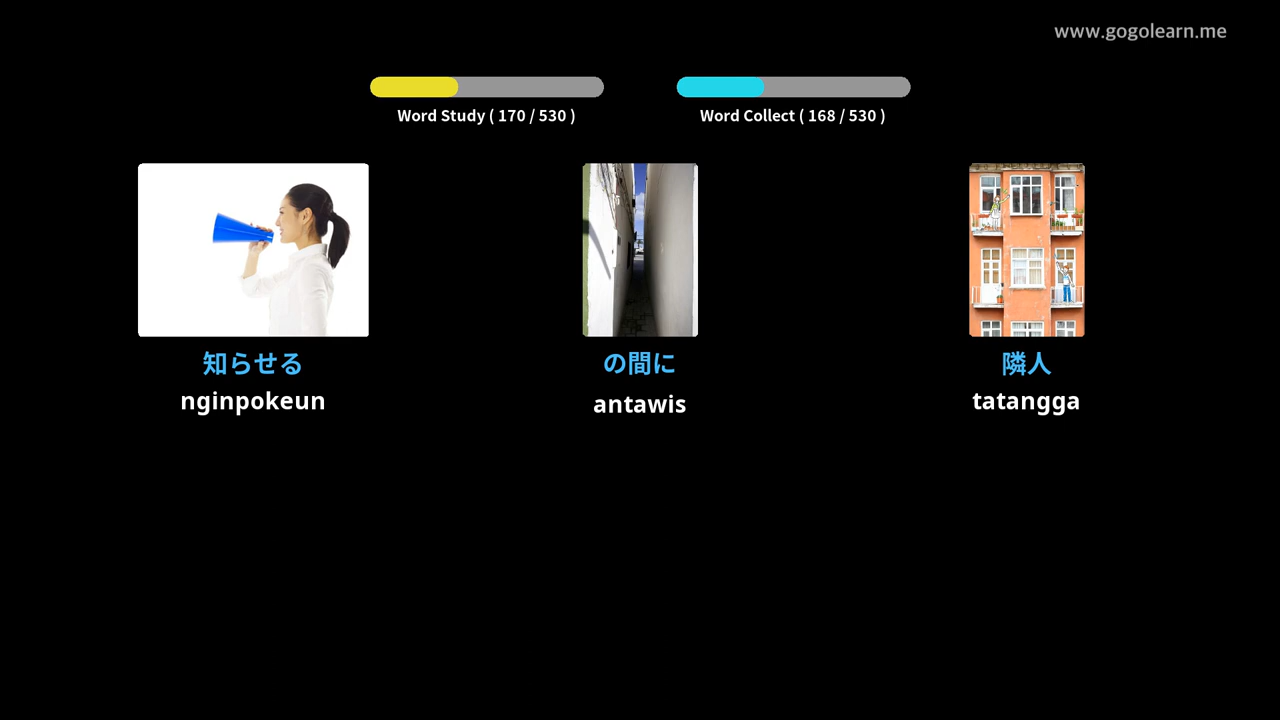 www.gogolearn.me
Word Study ( 170 / 530 )
Word Collect ( 168 / 530 )
知らせる
nginpokeun
の間に
antawis
隣人
tatangga